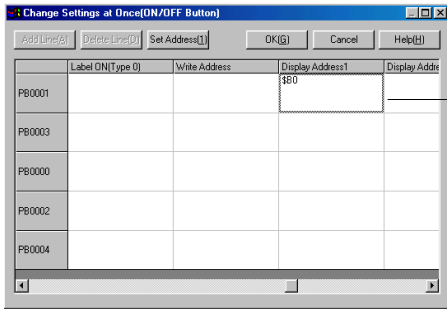 Change Settings at Once(ON/OFF Button)
Add Line(A) Delete Line(D) Set Address(1) OK(G) Cancel Help(H)
Label ON(Type 0) Write Address Display Address1 Display Addre
PB0001 $B0
PB0003
PB0000
PB0002
PB0004